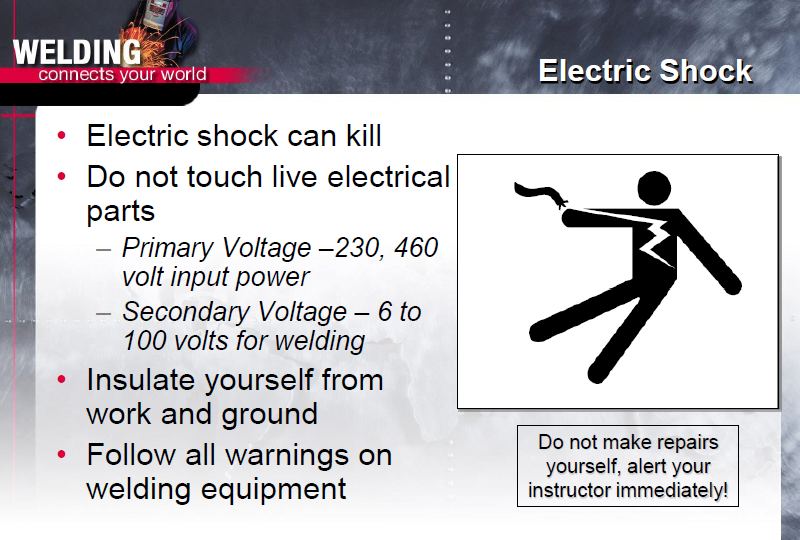 WELDING
connects your world
Electric Shock
• Electric shock can kill
• Do not touch live electrical
parts
– Primary Voltage –230, 460
volt input power
– Secondary Voltage – 6 to
100 volts for welding
• Insulate yourself from
work and ground
• Follow all warnings on
welding equipment
Do not make repairs
yourself, alert your
instructor immediately!